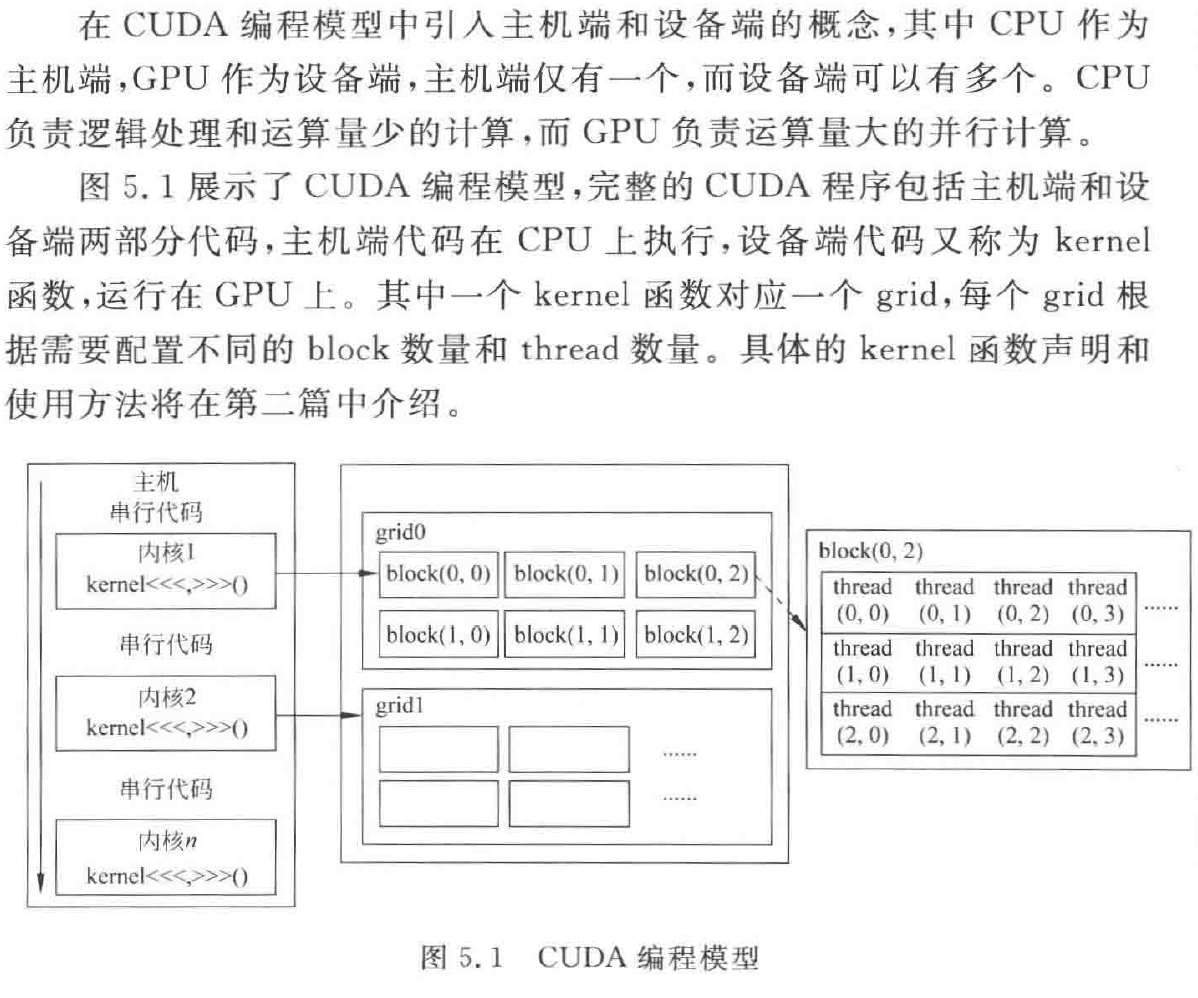 在 CUDA 编程模型中引入主机端和设备端的概念,其中 CPU 作为
主机端,GPU 作为设备端,主机端仅有一个,而设备端可以有多个。CPU
负责逻辑处理和运算量少的计算,而 GPU 负责运算量大的并行计算。
图 5.1 展示了 CUDA 编程模型,完整的 CUDA 程序包括主机端和设
备端两部分代码,主机端代码在 CPU 上执行,设备端代码又称为 kernel
函数,运行在 GPU 上。其中一个 kernel 函数对应一个 grid,每个 grid 根
据需要配置不同的 block 数量和 thread 数量。具体的 kernel 函数声明和
使用方法将在第二篇中介绍。
主机
串行代码
内核1
kernel<<<,>>>()
串行代码
内核2
kernel<<<,>>>()
串行代码
内核n
kernel<<<,>>>()
grid0
block(0, 0) block(0, 1) block(0, 2)
block(1, 0) block(1, 1) block(1, 2)
grid1
......
......
block(0, 2)
thread thread thread thread
(0, 0) (0, 1) (0, 2) (0, 3) ......
thread thread thread thread
(1, 0) (1, 1) (1, 2) (1, 3) ......
thread thread thread thread
(2, 0) (2, 1) (2, 2) (2, 3) ......
图 5.1 CUDA 编程模型